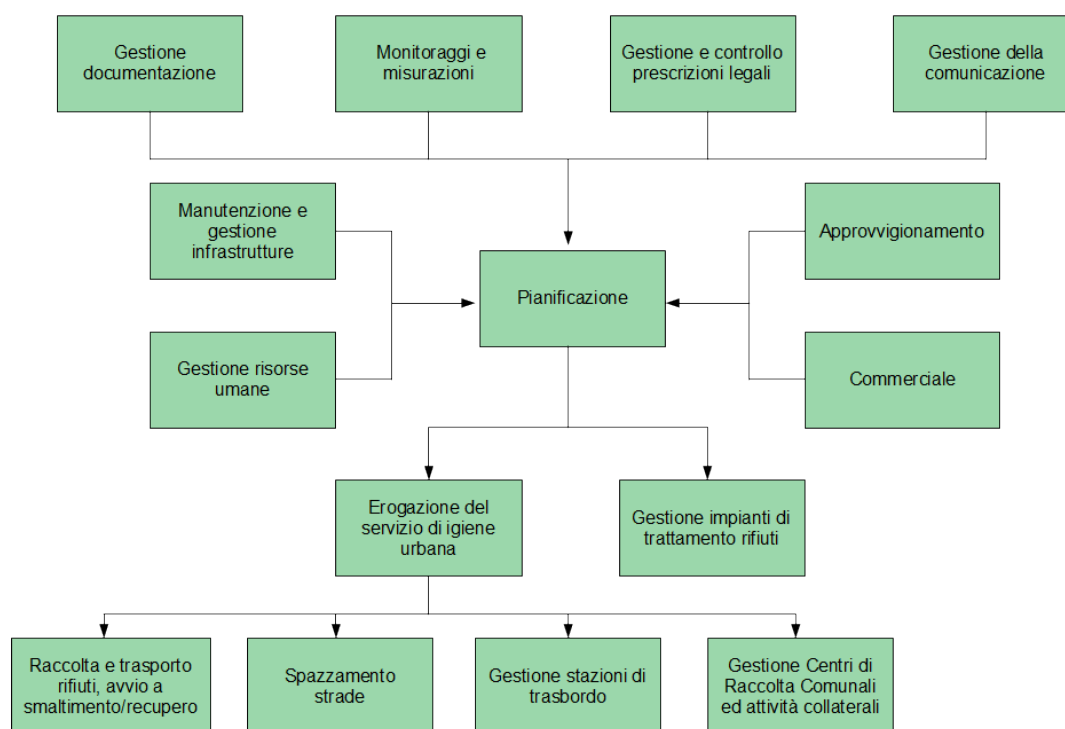 Gestione
documentazione
Monitoraggi e
misurazioni
Gestione e controllo
prescrizioni legali
Gestione della
comunicazione
Manutenzione e
gestione
infrastrutture
Approvvigionamento
Pianificazione
Gestione risorse
umane
Commerciale
Erogazione del
servizio di igiene
urbana
Gestione impianti di
trattamento rifiuti
Raccolta e trasporto
rifiuti, avvio a
smaltimento/recupero
Spazzamento
strade
Gestione stazioni di
trasbordo
Gestione Centri di
Raccolta Comunali
ed attività collaterali